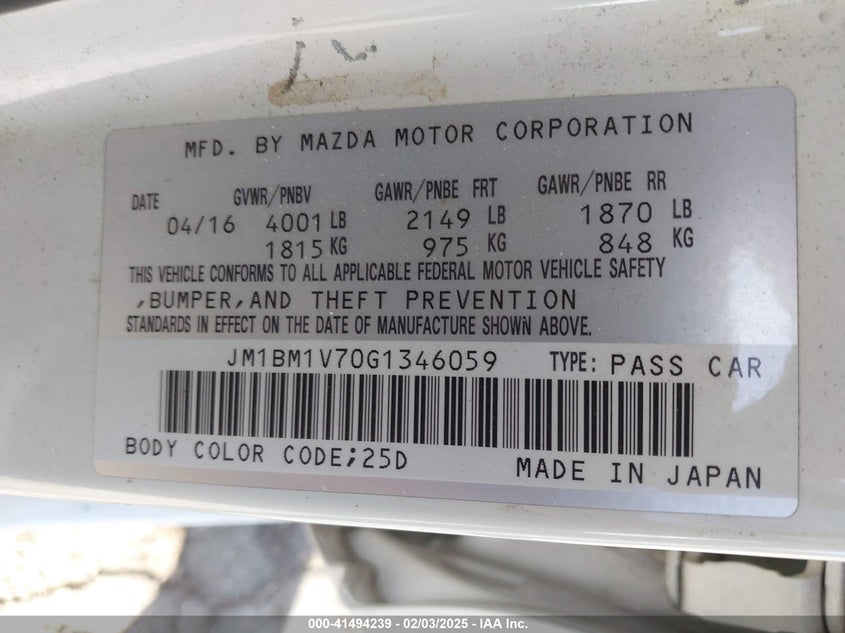 MFD. BY MAZDA MOTOR CORPORATION
DATE GVWR/PNBV GAWR/PNBE FRT GAWR/PNBE RR
04/16 4001 LB 2149 LB 1870 LB
1815 KG 975 KG 848 KG
THIS VEHICLE CONFORMS TO ALL APPLICABLE FEDERAL MOTOR VEHICLE SAFETY
,BUMPER,AND THEFT PREVENTION
STANDARDS IN EFFECT ON THE DATE OF MANUFACTURE SHOWN ABOVE.
JM1BM1V70G1346059 TYPE: PASS CAR
BODY COLOR CODE;25D MADE IN JAPAN
000-41494239 - 02/03/2025 - IAA Inc.